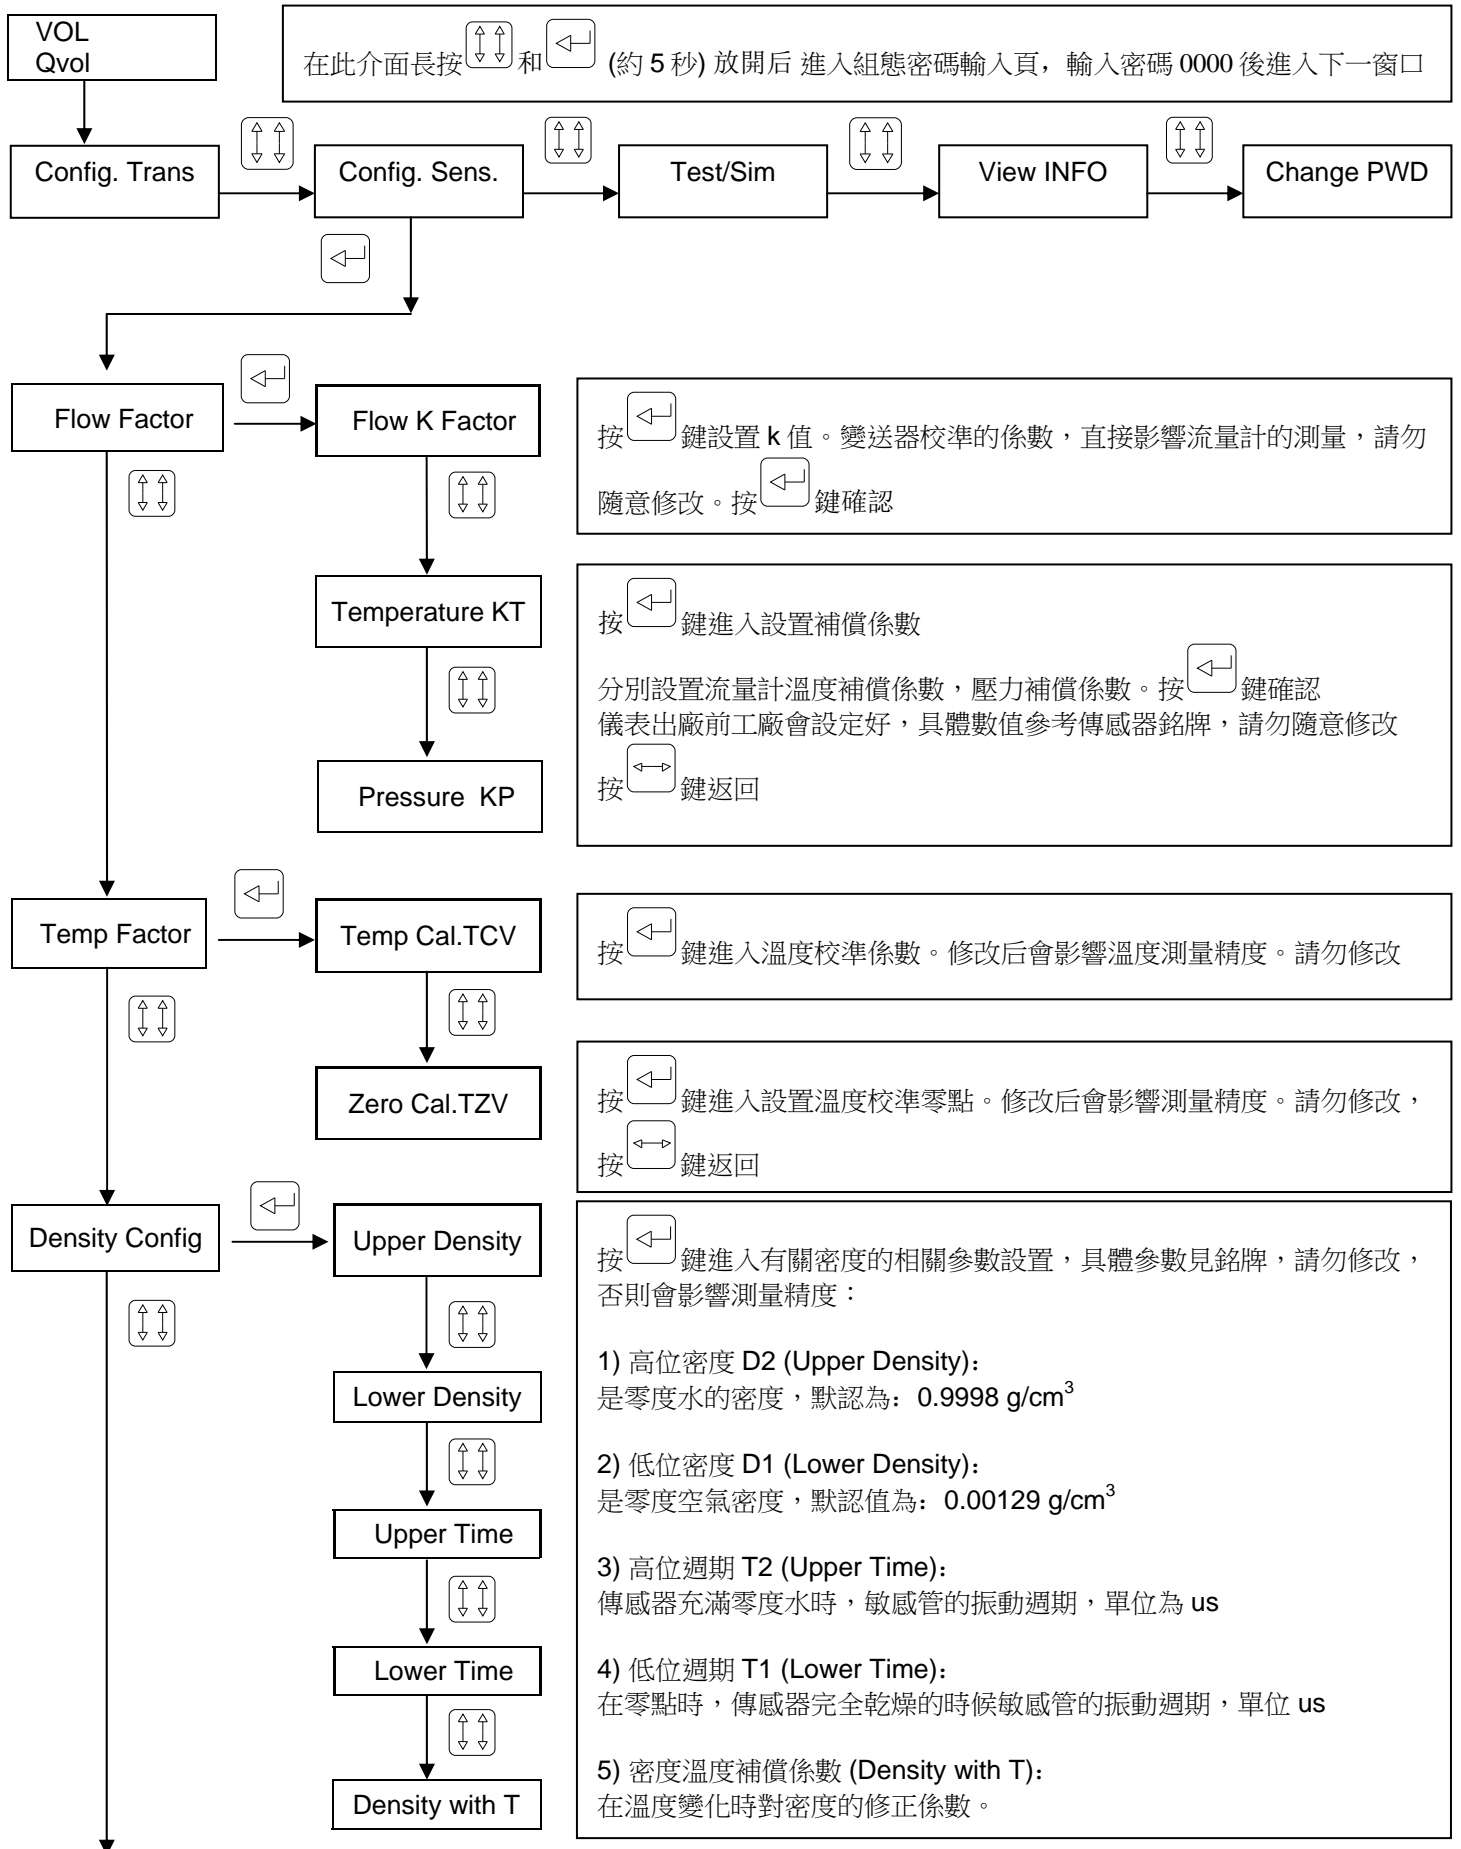 VOL
Qvol
在此介面長按和 (約 5 秒) 放開后 進入組態密碼輸入頁，輸入密碼 0000 後進入下一窗口
Config. Trans
Config. Sens.
Test/Sim
View INFO
Change PWD
Flow Factor
Flow K Factor
按鍵設置 k 值。變送器校準的係數，直接影響流量計的測量，請勿
隨意修改。按鍵確認
Temperature KT
按鍵進入設置補償係數
分別設置流量計溫度補償係數，壓力補償係數。按鍵確認
儀表出廠前工廠會設定好，具體數值參考傳感器銘牌，請勿隨意修改
按鍵返回
Pressure KP
Temp Factor
Temp Cal.TCV
按鍵進入溫度校準係數。修改后會影響溫度測量精度。請勿修改
Zero Cal.TZV
按鍵進入設置溫度校準零點。修改后會影響測量精度。請勿修改，
按鍵返回
Density Config
Upper Density
按鍵進入有關密度的相關參數設置，具體參數見銘牌，請勿修改，
否則會影響測量精度：
1) 高位密度 D2 (Upper Density)：
是零度水的密度，默認為：0.9998 g/cm³
Lower Density
2) 低位密度 D1 (Lower Density)：
是零度空氣密度，默認值為：0.00129 g/cm³
Upper Time
3) 高位週期 T2 (Upper Time)：
傳感器充滿零度水時，敏感管的振動週期，單位為 us
Lower Time
4) 低位週期 T1 (Lower Time)：
在零點時，傳感器完全乾燥的時候敏感管的振動週期，單位 us
Density with T
5) 密度溫度補償係數 (Density with T)：
在溫度變化時對密度的修正係數。